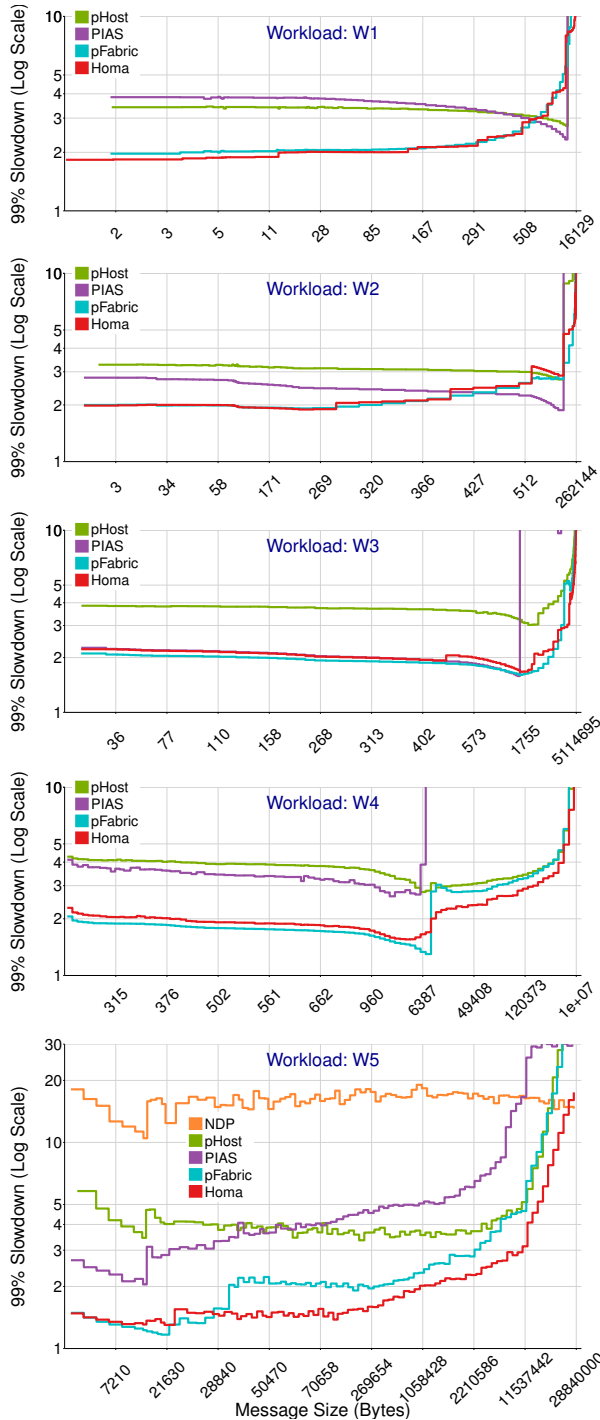 99% Slowdown (Log Scale)
Workload: W1
pHost
PIAS
pFabric
Homa
10
5
4
3
2
1
2 3 5 11 28 85 167 291 508 16129
99% Slowdown (Log Scale)
Workload: W2
pHost
PIAS
pFabric
Homa
10
5
4
3
2
1
3 34 58 171 269 320 366 427 512 262144
99% Slowdown (Log Scale)
Workload: W3
pHost
PIAS
pFabric
Homa
10
5
4
3
2
1
36 77 110 158 268 313 402 573 1755 5114695
99% Slowdown (Log Scale)
Workload: W4
pHost
PIAS
pFabric
Homa
10
5
4
3
2
1
315 376 502 561 662 960 6387 49408 120373 1e+07
99% Slowdown (Log Scale)
Workload: W5
NDP
pHost
PIAS
pFabric
Homa
30
20
10
5
4
3
2
1
7210 21630 28840 50470 70658 269654 1058428 2210586 11537442 28840000
Message Size (Bytes)